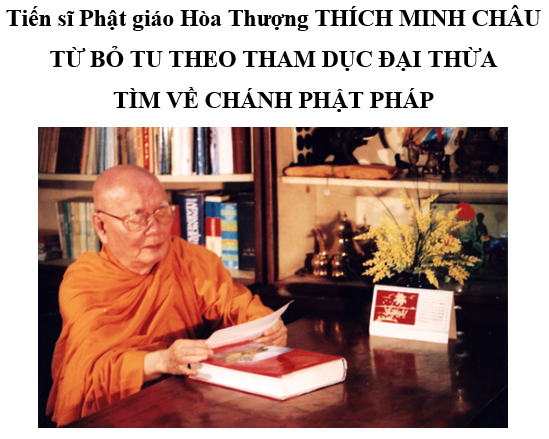 Tiến sĩ Phật giáo Hòa Thượng THÍCH MINH CHÂU
TỪ BỎ TU THEO THAM DỤC ĐẠI THỪA
TÌM VỀ CHÁNH PHẬT PHÁP